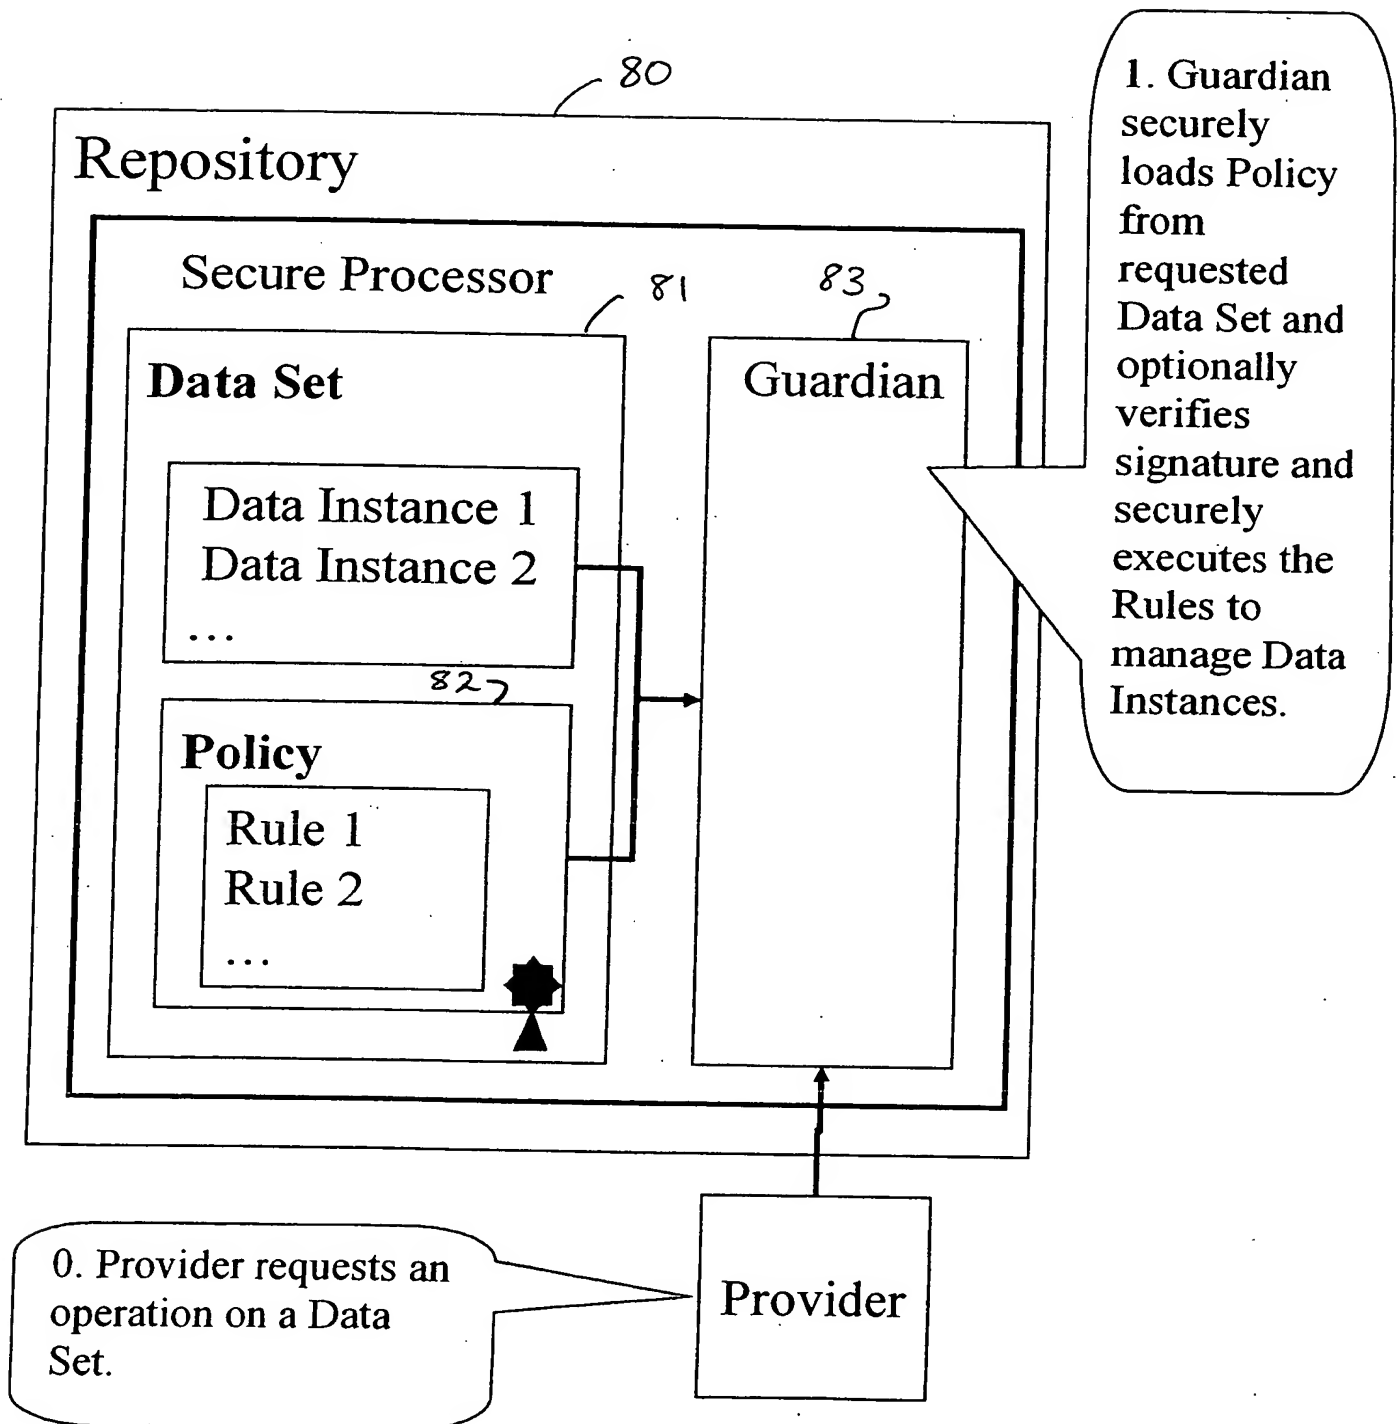 80
Repository
Secure Processor
81
83
Data Set
Guardian
Data Instance 1
Data Instance 2
...
82
Policy
Rule 1
Rule 2
...
1. Guardian
securely
loads Policy
from
requested
Data Set and
optionally
verifies
signature and
securely
executes the
Rules to
manage Data
Instances.
0. Provider requests an
operation on a Data
Set.
Provider